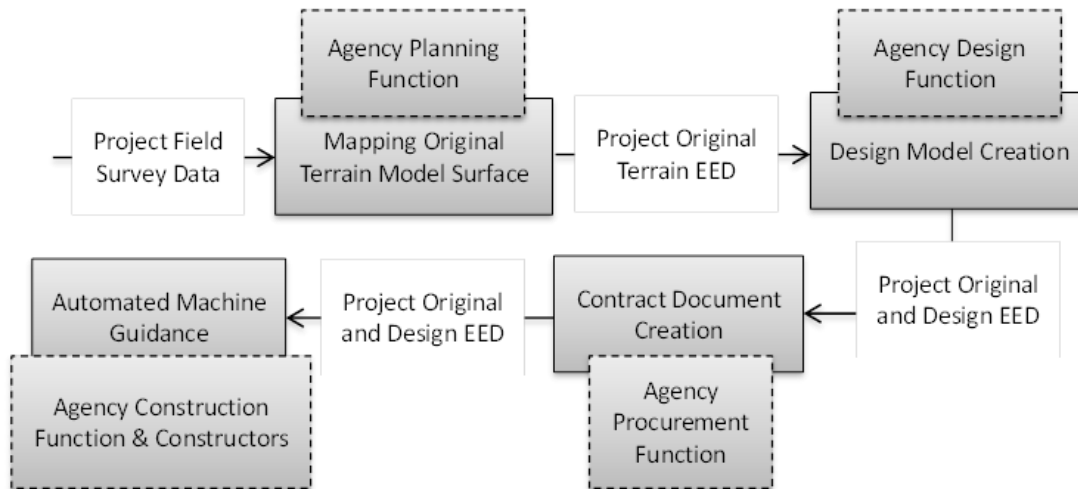 Agency Planning
Function
Agency Design
Function
Project Field
Survey Data
Mapping Original
Terrain Model Surface
Project Original
Terrain EED
Design Model Creation
Project Original
and Design EED
Contract Document
Creation
Agency
Procurement
Function
Project Original
and Design EED
Automated Machine
Guidance
Agency Construction
Function & Constructors